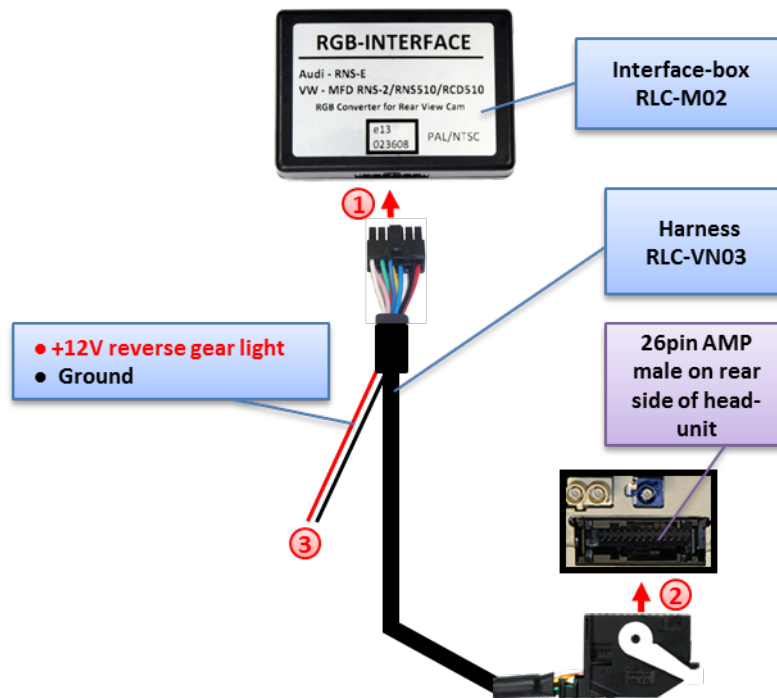 RGB-INTERFACE
Audi - RNS-E
VW - MFD RNS-2/RNS510/RCD510
RGB Converter for Rear View Cam
e13
023608
PAL/NTSC
Interface-box
RLC-M02
1
Harness
RLC-VN03
● +12V reverse gear light
● Ground
26pin AMP
male on rear
side of head-
unit
3
2